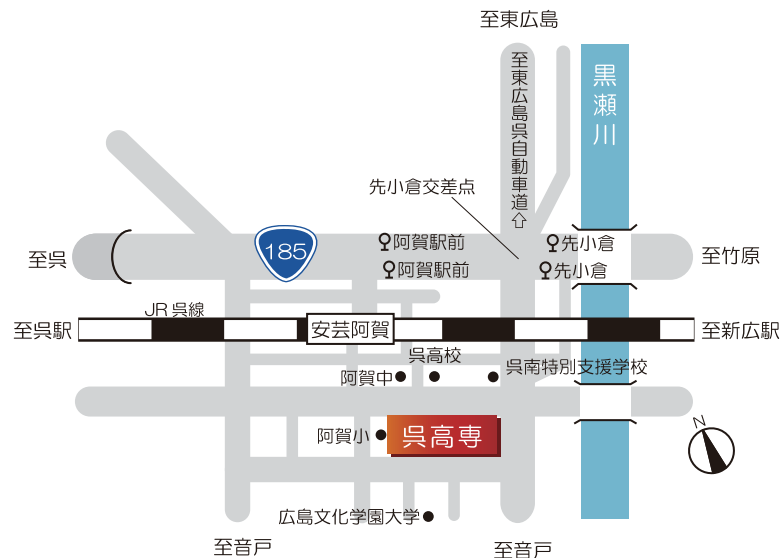 至東広島
至東広島呉自動車道⇧
黒瀬川
先小倉交差点
阿賀駅前
先小倉
185
至呉
至竹原
阿賀駅前
先小倉
JR呉線
至呉駅
安芸阿賀
至新広駅
呉高校
呉南特別支援学校
阿賀中
阿賀小
呉高専
N
広島文化学園大学
至音戸
至音戸